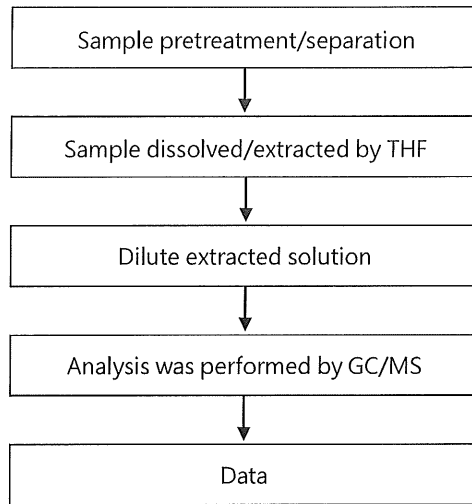 Sample pretreatment/separation
Sample dissolved/extracted by THF
Dilute extracted solution
Analysis was performed by GC/MS
Data